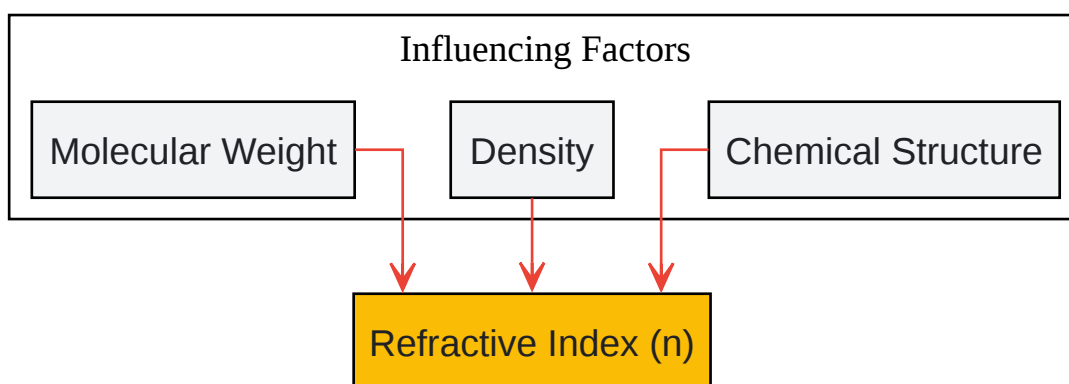 Influencing Factors
Molecular Weight
Density
Chemical Structure
Refractive Index (n)